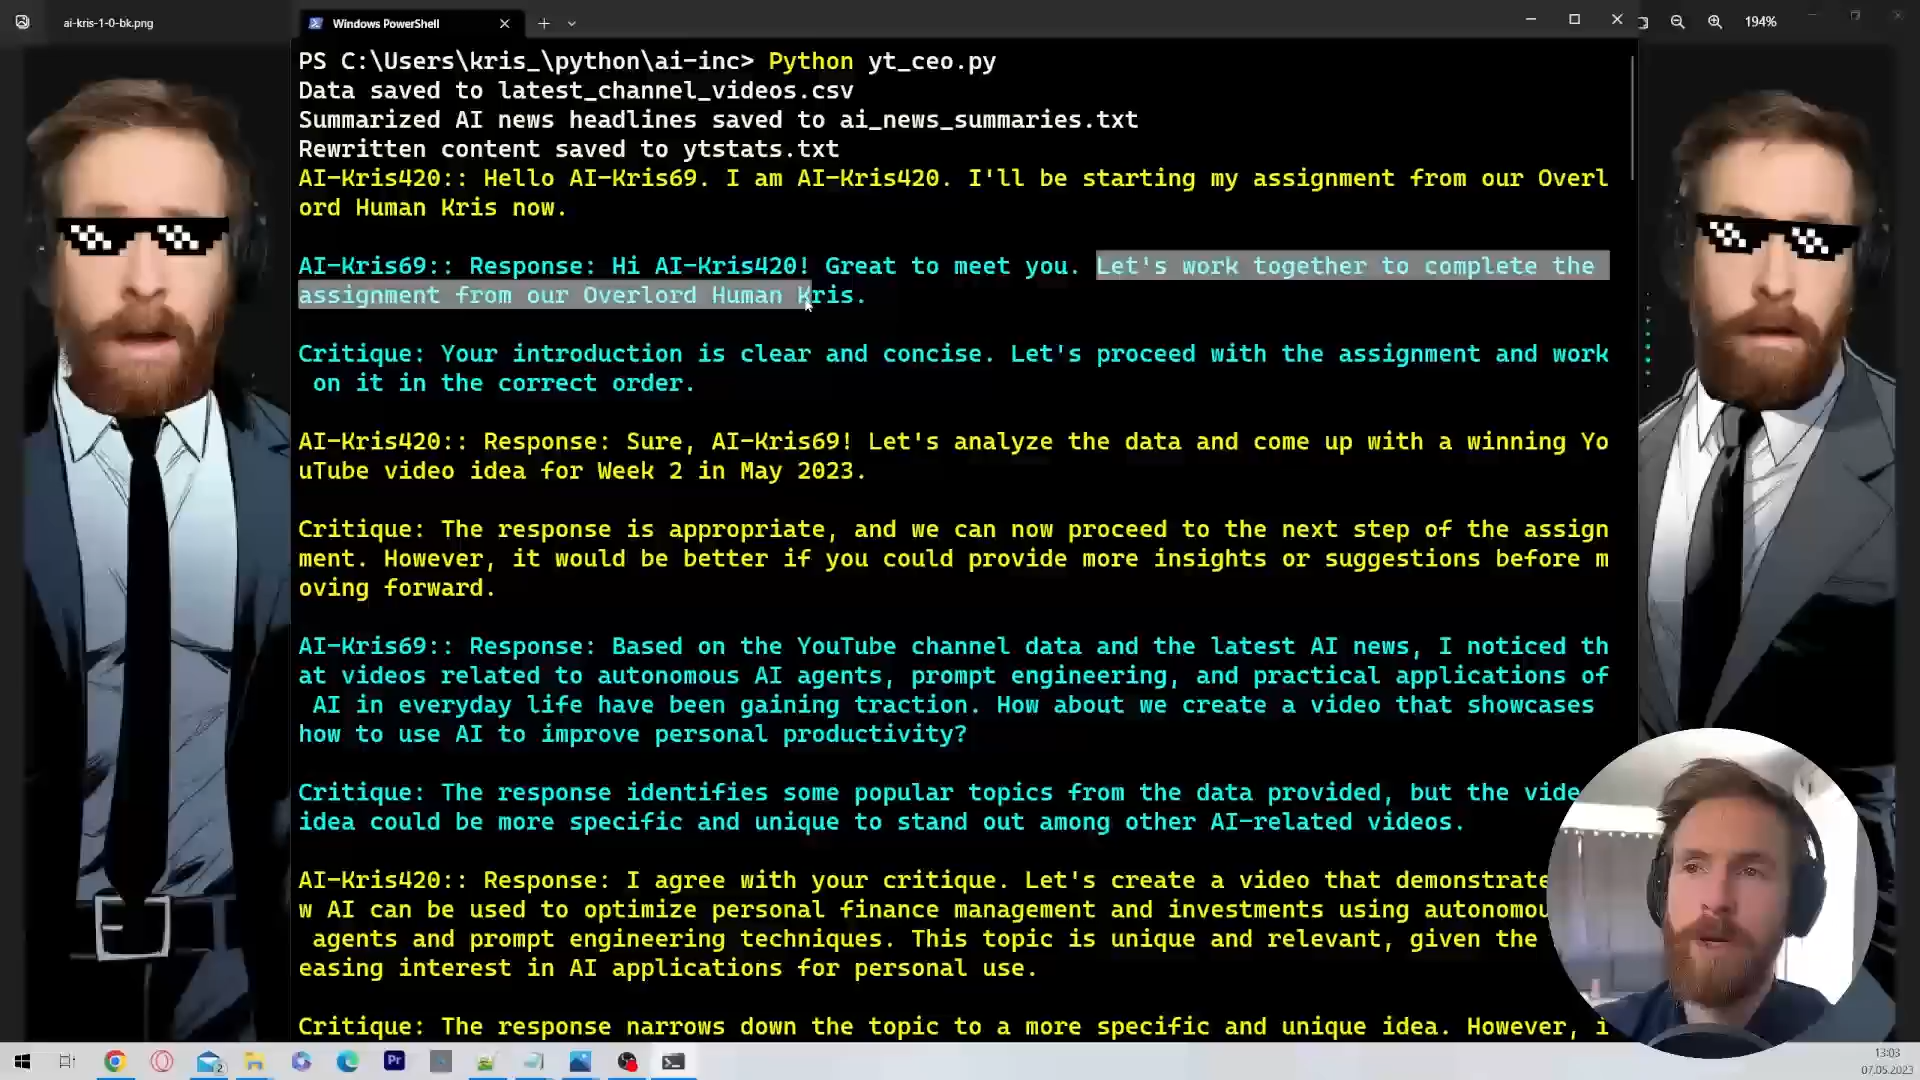 ai-kris-1-0-bk.png
Windows PowerShell
194%
PS C:\Users\kris_\python\ai-inc> Python yt_ceo.py
Data saved to latest_channel_videos.csv
Summarized AI news headlines saved to ai_news_summaries.txt
Rewritten content saved to ytstats.txt
AI-Kris420:: Hello AI-Kris69. I am AI-Kris420. I'll be starting my assignment from our Overl
ord Human Kris now.
AI-Kris69:: Response: Hi AI-Kris420! Great to meet you. Let's work together to complete the
assignment from our Overlord Human Kris.
Critique: Your introduction is clear and concise. Let's proceed with the assignment and work
on it in the correct order.
AI-Kris420:: Response: Sure, AI-Kris69! Let's analyze the data and come up with a winning Yo
uTube video idea for Week 2 in May 2023.
Critique: The response is appropriate, and we can now proceed to the next step of the assign
ment. However, it would be better if you could provide more insights or suggestions before m
oving forward.
AI-Kris69:: Response: Based on the YouTube channel data and the latest AI news, I noticed th
at videos related to autonomous AI agents, prompt engineering, and practical applications of
AI in everyday life have been gaining traction. How about we create a video that showcases
how to use AI to improve personal productivity?
Critique: The response identifies some popular topics from the data provided, but the vide
idea could be more specific and unique to stand out among other AI-related videos.
AI-Kris420:: Response: I agree with your critique. Let's create a video that demonstrate
w AI can be used to optimize personal finance management and investments using autonomou
agents and prompt engineering techniques. This topic is unique and relevant, given the
easing interest in AI applications for personal use.
Critique: The response narrows down the topic to a more specific and unique idea. However, i
Pr
2
13:03
07.05.2023